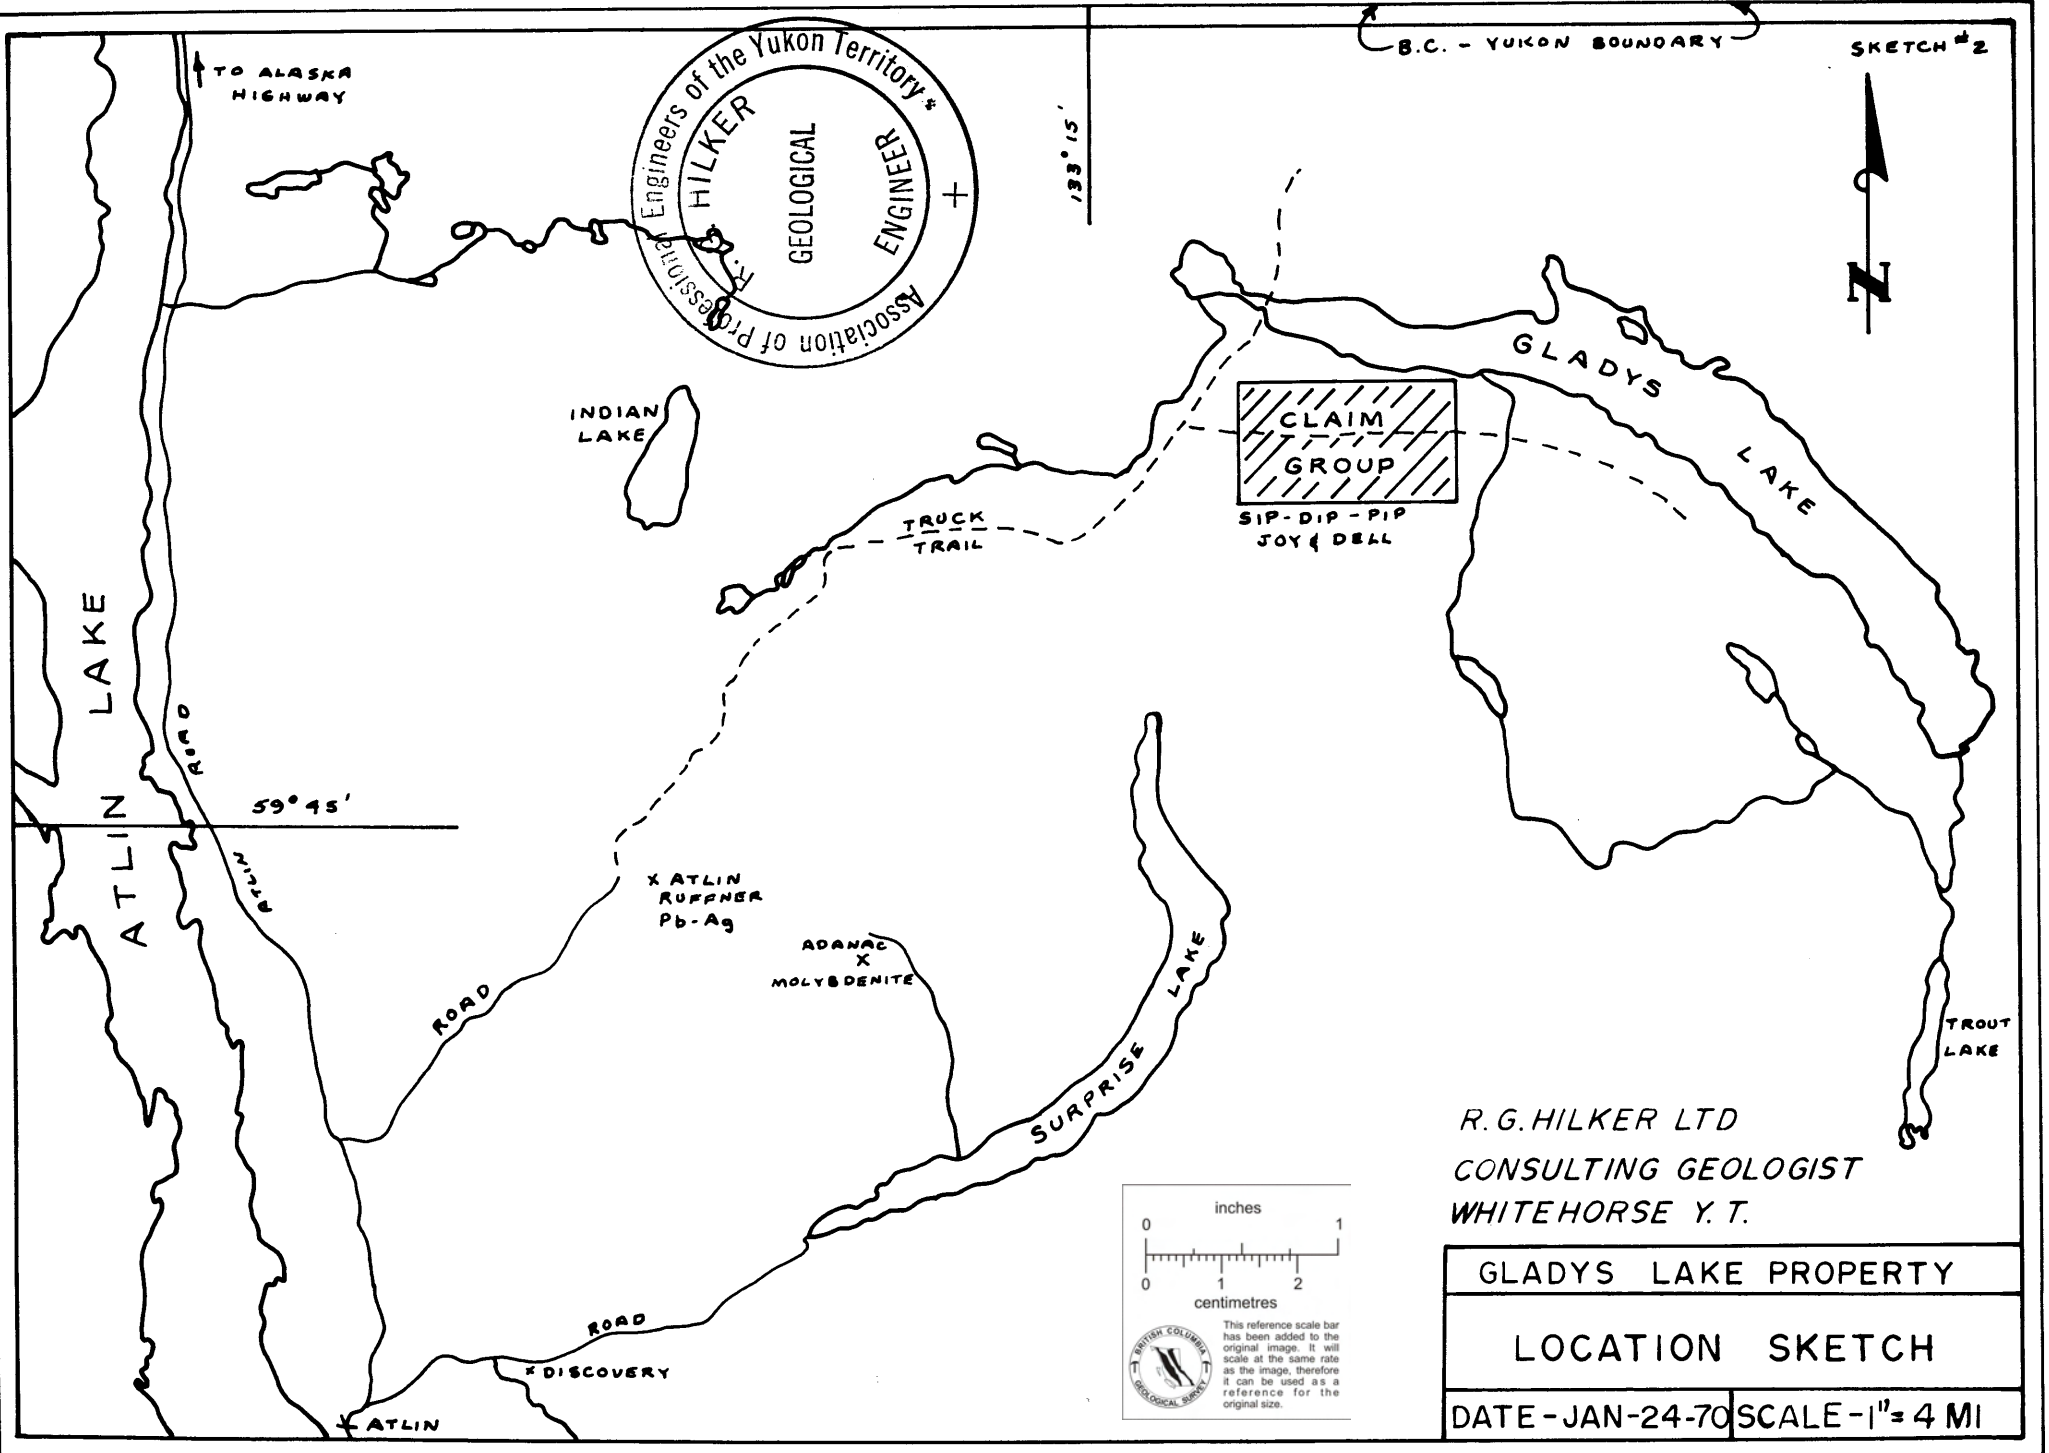 B.C. - YUKON BOUNDARY
SKETCH #2
TO ALASKA
HIGHWAY
Association of Professional Engineers of the Yukon Territory *
R. HILKER
GEOLOGICAL
ENGINEER
133° 15'
N
GLADYS
LAKE
INDIAN
LAKE
CLAIM
GROUP
SIP - DIP - PIP
JOY & DELL
TRUCK
TRAIL
ATLIN LAKE
ATLIN ROAD
59° 45'
X ATLIN
RUFFNER
Pb-Ag
ADANAC
X
MOLYBDENITE
ROAD
SURPRISE LAKE
TROUT
LAKE
ROAD
X DISCOVERY
ATLIN
R. G. HILKER LTD
CONSULTING GEOLOGIST
WHITEHORSE Y. T.
inches
0 1
0 1 2
centimetres
This reference scale bar
has been added to the
original image. It will
scale at the same rate
as the image, therefore
it can be used as a
reference for the
original size.
BRITISH COLUMBIA
GEOLOGICAL SURVEY
GLADYS LAKE PROPERTY
LOCATION SKETCH
DATE-JAN-24-70
SCALE-1"= 4 MI